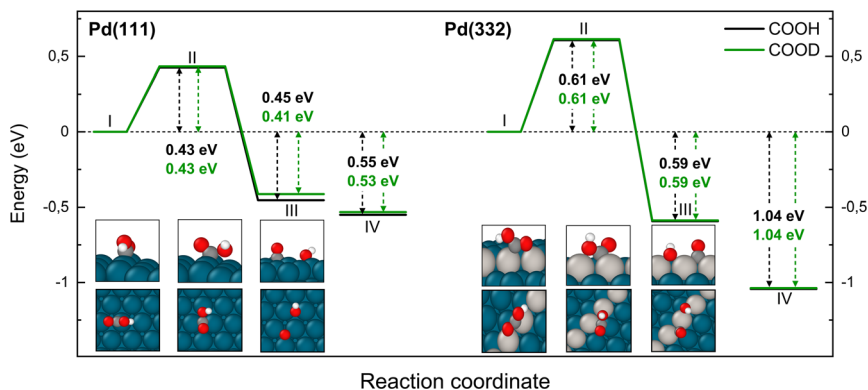 Pd(111)
Pd(332)
COOH
COOD
Energy (eV)
0,5
0
-0,5
-1
0,5
0
-0,5
-1
I
II
0.43 eV
0.43 eV
0.45 eV
0.41 eV
III
0.55 eV
0.53 eV
IV
I
II
0.61 eV
0.61 eV
0.59 eV
0.59 eV
III
1.04 eV
1.04 eV
IV
Reaction coordinate